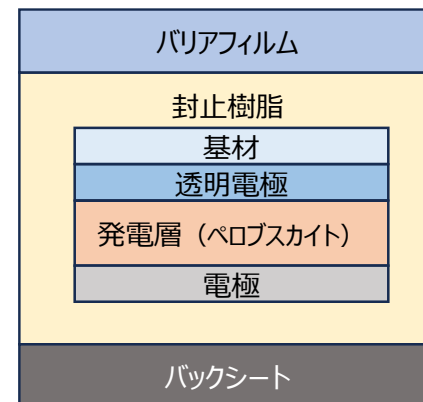 バリアフィルム
封止樹脂
基材
透明電極
発電層（ペロブスカイト）
電極
バックシート